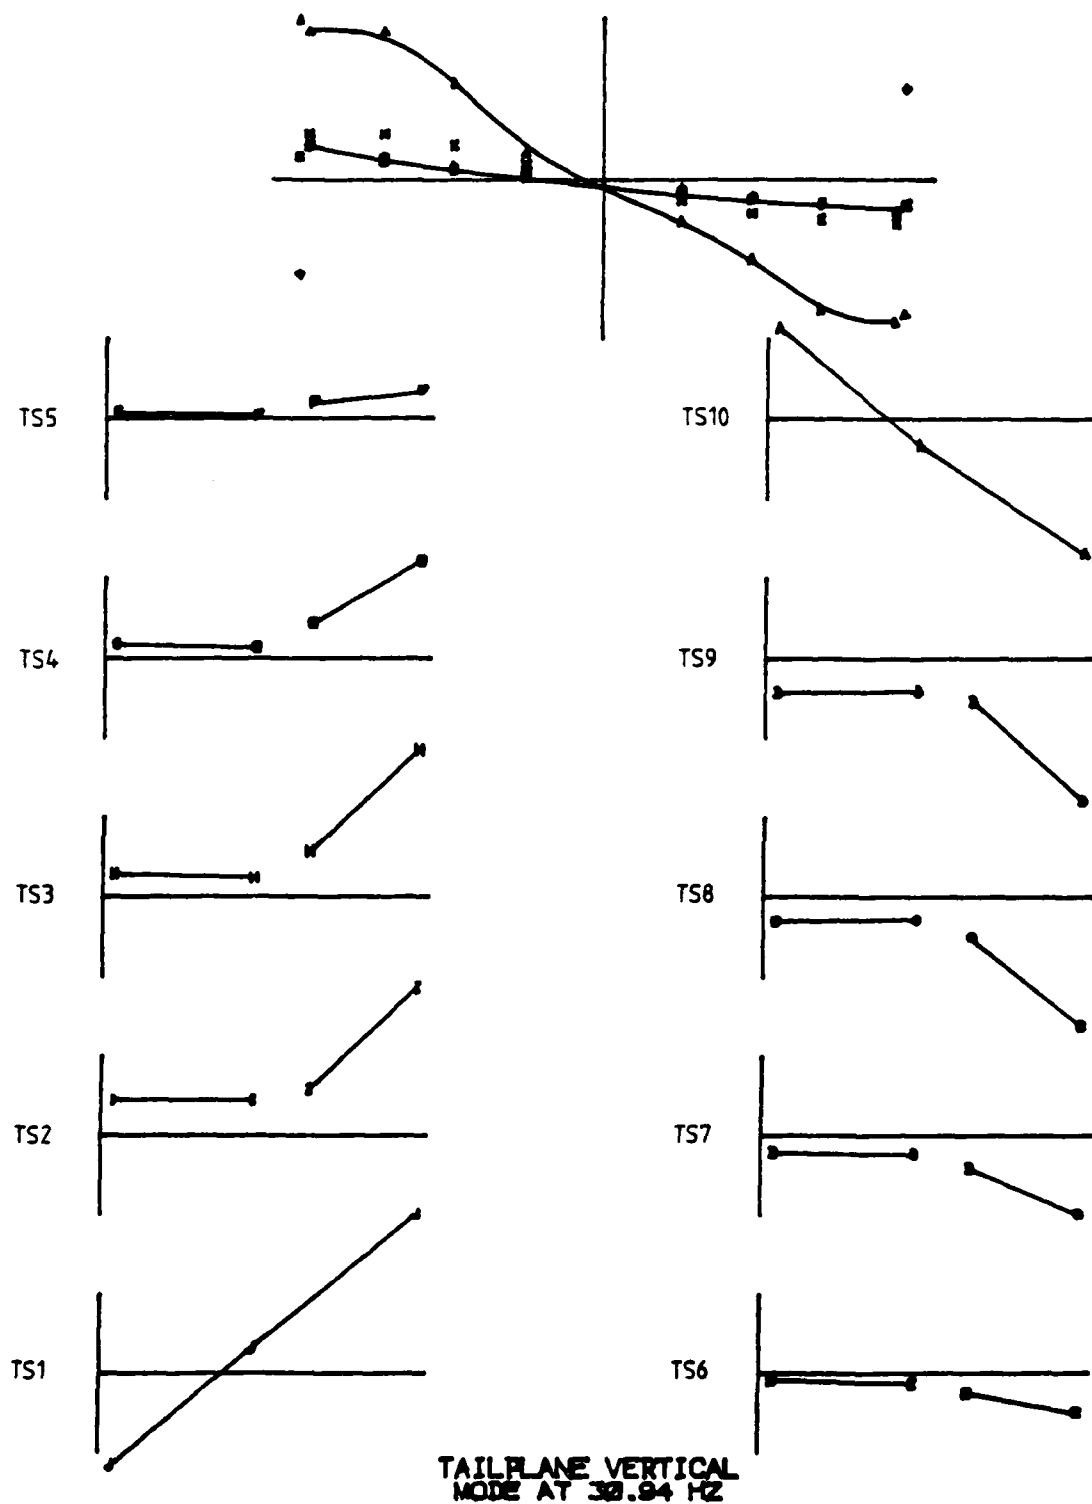 TS5
TS10
TS4
TS9
TS3
TS8
TS2
TS7
TS1
TS6
TAILPLANE VERTICAL
MODE AT 30.94 HZ